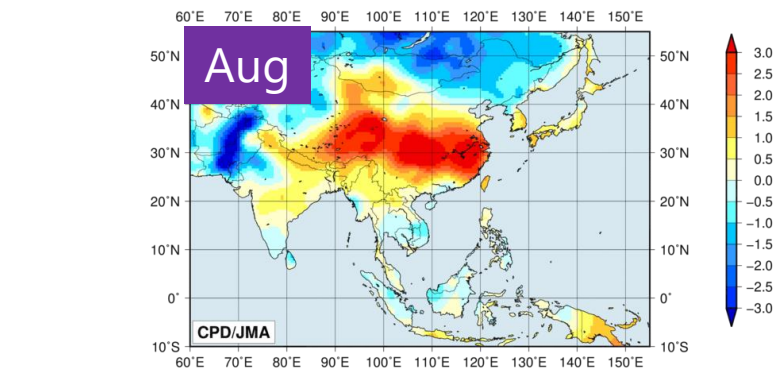 60˚E 70˚E 80˚E 90˚E 100˚E 110˚E 120˚E 130˚E 140˚E 150˚E
Aug
50˚N 50˚N
40˚N 40˚N
30˚N 30˚N
20˚N 20˚N
10˚N 10˚N
0˚ 0˚
10˚S 10˚S
CPD/JMA
60˚E 70˚E 80˚E 90˚E 100˚E 110˚E 120˚E 130˚E 140˚E 150˚E
3.0
2.5
2.0
1.5
1.0
0.5
0.0
−0.5
−1.0
−1.5
−2.0
−2.5
−3.0